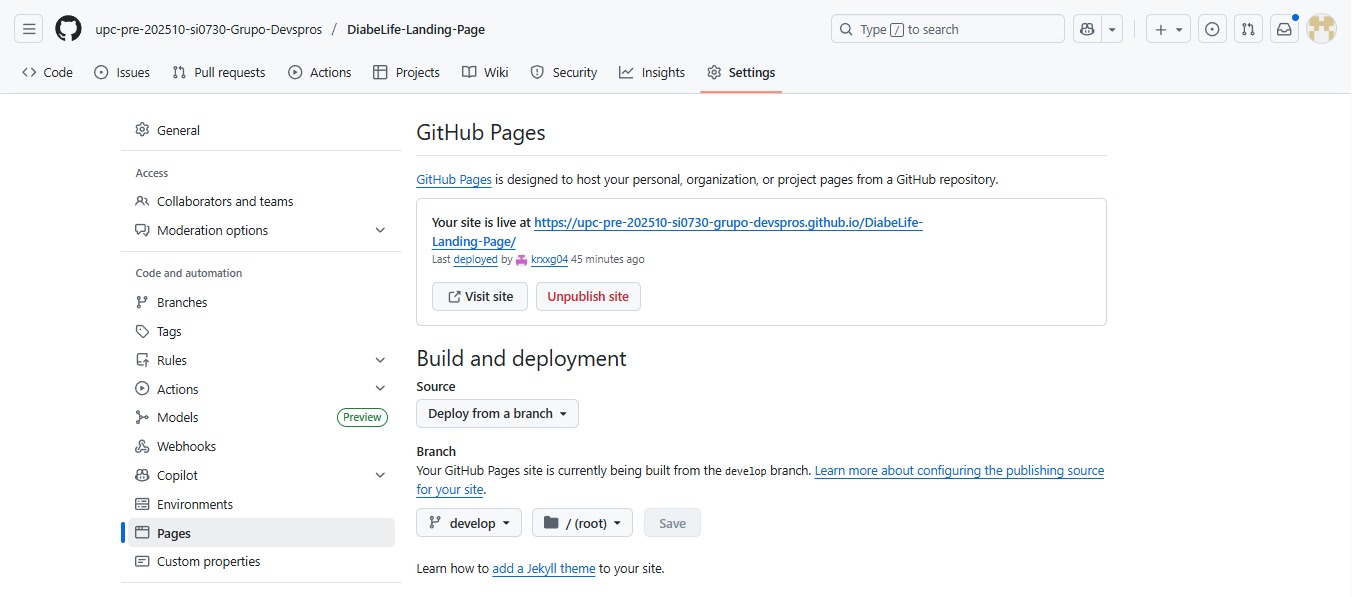 upc-pre-202510-si0730-Grupo-Devspros / DiabeLife-Landing-Page
Type / to search
Code Issues Pull requests Actions Projects Wiki Security Insights Settings
General
Access
Collaborators and teams
Moderation options
Code and automation
Branches
Tags
Rules
Actions
Models Preview
Webhooks
Copilot
Environments
Pages
Custom properties
GitHub Pages
GitHub Pages is designed to host your personal, organization, or project pages from a GitHub repository.
Your site is live at https://upc-pre-202510-si0730-grupo-devspros.github.io/DiabeLife-
Landing-Page/
Last deployed by krxxg04 45 minutes ago
Visit site Unpublish site
Build and deployment
Source
Deploy from a branch
Branch
Your GitHub Pages site is currently being built from the develop branch. Learn more about configuring the publishing source
for your site.
develop / (root) Save
Learn how to add a Jekyll theme to your site.